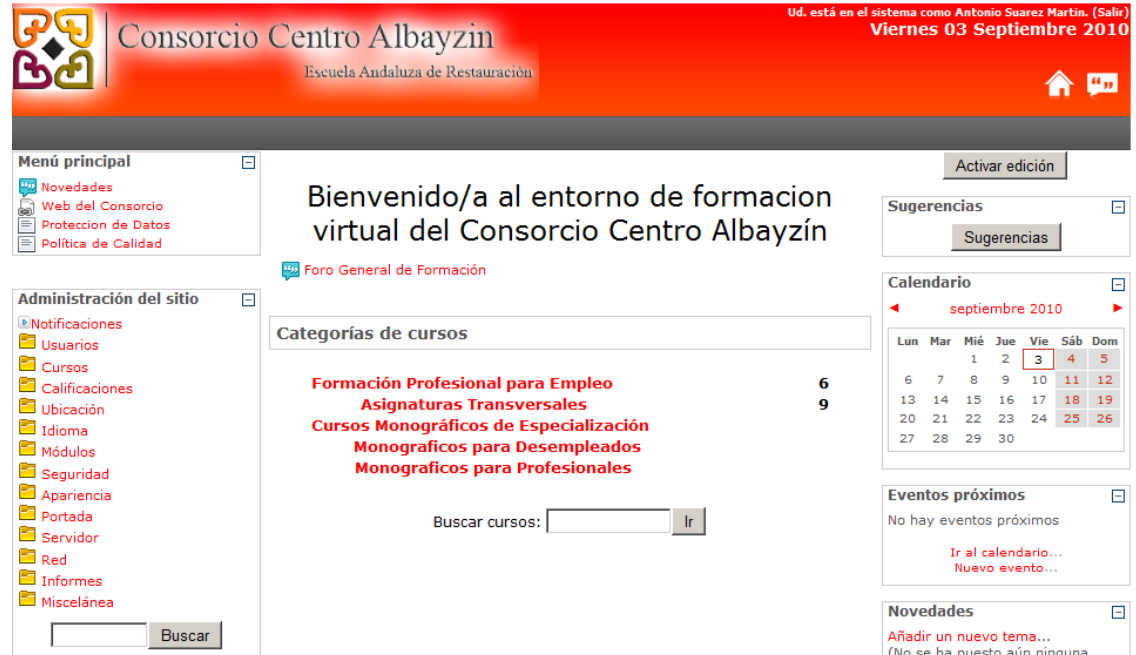 Consorcio Centro Albayzin
Escuela Andaluza de Restauración
Ud. está en el sistema como Antonio Suarez Martin. (Salir)
Viernes 03 Septiembre 2010
Menú principal
Novedades
Web del Consorcio
Proteccion de Datos
Política de Calidad
Administración del sitio
Notificaciones
Usuarios
Cursos
Calificaciones
Ubicación
Idioma
Módulos
Seguridad
Apariencia
Portada
Servidor
Red
Informes
Miscelánea
Buscar
Bienvenido/a al entorno de formacion
virtual del Consorcio Centro Albayzín
Foro General de Formación
Categorías de cursos
Formación Profesional para Empleo 6
Asignaturas Transversales 9
Cursos Monográficos de Especialización
Monograficos para Desempleados
Monograficos para Profesionales
Buscar cursos: Ir
Activar edición
Sugerencias
Sugerencias
Calendario
septiembre 2010
Lun Mar Mié Jue Vie Sáb Dom
1 2 3 4 5
6 7 8 9 10 11 12
13 14 15 16 17 18 19
20 21 22 23 24 25 26
27 28 29 30
Eventos próximos
No hay eventos próximos
Ir al calendario...
Nuevo evento...
Novedades
Añadir un nuevo tema...
(No se ha puesto aún ninguna